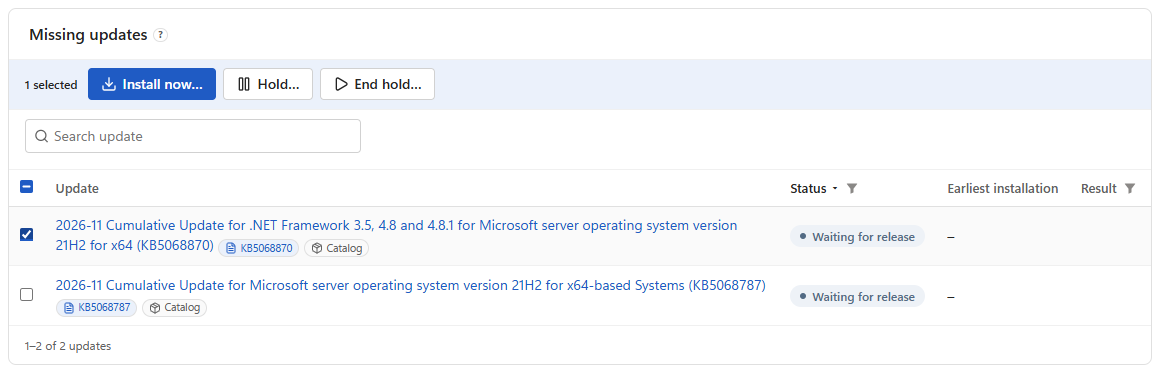 Missing updates ?
1 selected Install now... Hold... End hold...
Search update
Update Status Earliest installation Result
2026-11 Cumulative Update for .NET Framework 3.5, 4.8 and 4.8.1 for Microsoft server operating system version
21H2 for x64 (KB5068870) KB5068870 Catalog
Waiting for release –
2026-11 Cumulative Update for Microsoft server operating system version 21H2 for x64-based Systems (KB5068787)
KB5068787 Catalog
Waiting for release –
1–2 of 2 updates